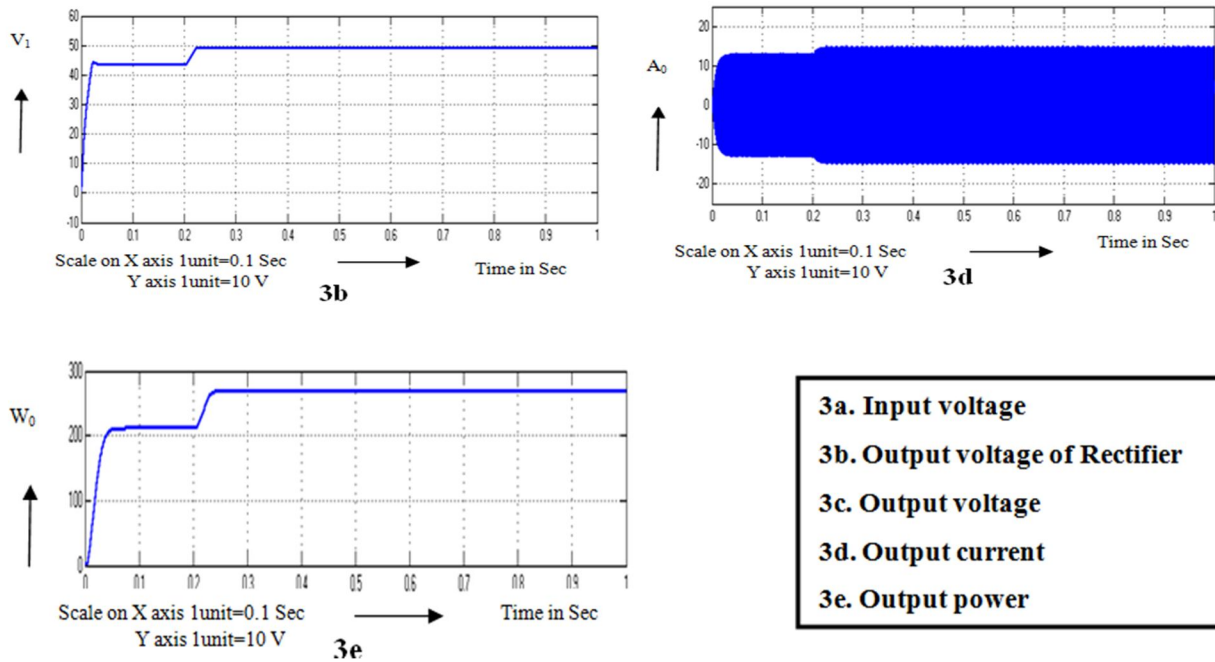 V1
60
50
40
30
20
10
0
-10
0 0.1 0.2 0.3 0.4 0.5 0.6 0.7 0.8 0.9 1
Scale on X axis 1unit=0.1 Sec
Time in Sec
Y axis 1unit=10 V
3b
A0
20
10
0
-10
-20
0 0.1 0.2 0.3 0.4 0.5 0.6 0.7 0.8 0.9 1
Scale on X axis 1unit=0.1 Sec
Time in Sec
Y axis 1unit=10 V
3d
W0
300
200
100
0
0 0.1 0.2 0.3 0.4 0.5 0.6 0.7 0.8 0.9 1
Scale on X axis 1unit=0.1 Sec
Time in Sec
Y axis 1unit=10 V
3e
3a. Input voltage
3b. Output voltage of Rectifier
3c. Output voltage
3d. Output current
3e. Output power